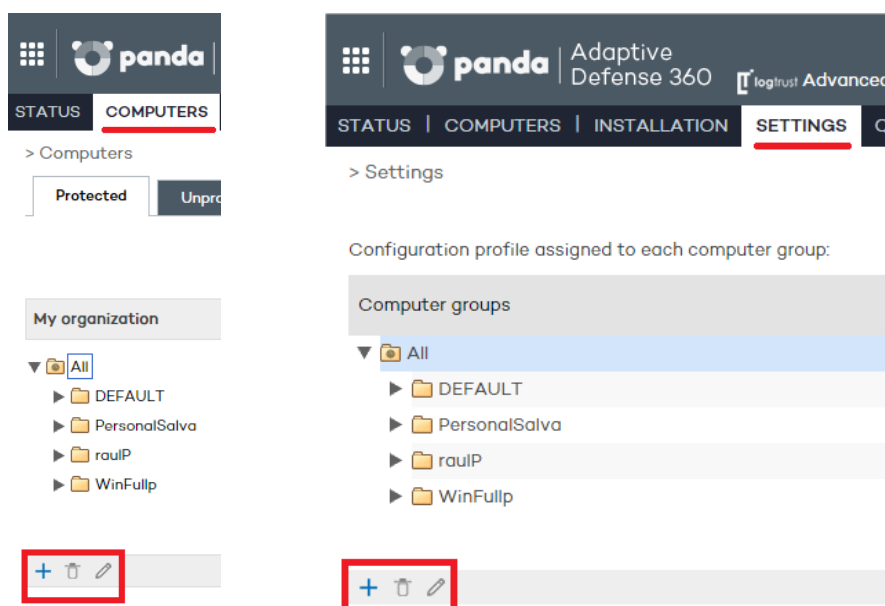 panda
STATUS COMPUTERS
> Computers
Protected
My organization
All
DEFAULT
PersonalSalva
raulP
WinFullp
panda | Adaptive
Defense 360
logtrust Advanced
STATUS | COMPUTERS | INSTALLATION SETTINGS
> Settings
Configuration profile assigned to each computer group:
Computer groups
All
DEFAULT
PersonalSalva
raulP
WinFullp